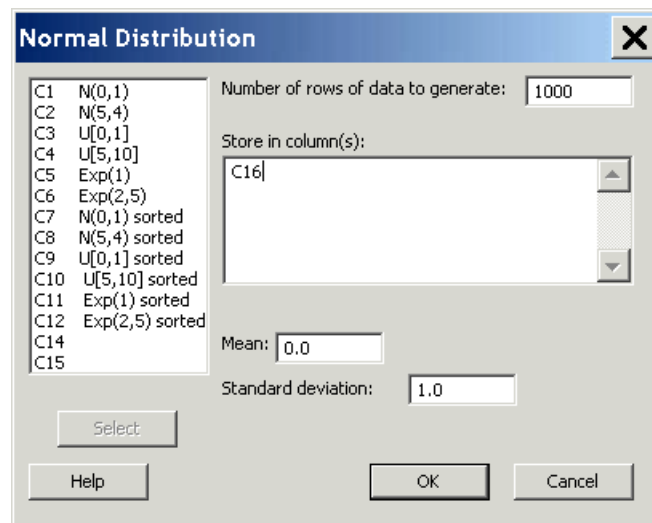 Normal Distribution
C1 N(0,1)
C2 N(5,4)
C3 U[0,1]
C4 U[5,10]
C5 Exp(1)
C6 Exp(2,5)
C7 N(0,1) sorted
C8 N(5,4) sorted
C9 U[0,1] sorted
C10 U[5,10] sorted
C11 Exp(1) sorted
C12 Exp(2,5) sorted
C14
C15
Number of rows of data to generate: 1000
Store in column(s):
C16
Mean: 0.0
Standard deviation: 1.0
Select
Help
OK
Cancel